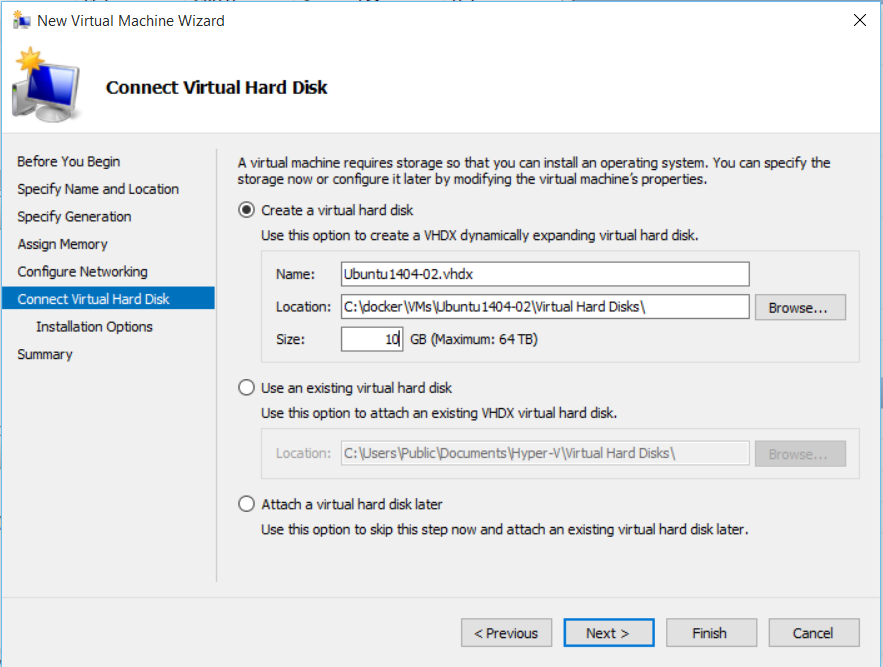 New Virtual Machine Wizard
Connect Virtual Hard Disk
Before You Begin
Specify Name and Location
Specify Generation
Assign Memory
Configure Networking
Connect Virtual Hard Disk
Installation Options
Summary
A virtual machine requires storage so that you can install an operating system. You can specify the
storage now or configure it later by modifying the virtual machine's properties.
Create a virtual hard disk
Use this option to create a VHDX dynamically expanding virtual hard disk.
Name: Ubuntu1404-02.vhdx
Location: C:\docker\VMs\Ubuntu1404-02\Virtual Hard Disks\ Browse...
Size: 10 GB (Maximum: 64 TB)
Use an existing virtual hard disk
Use this option to attach an existing VHDX virtual hard disk.
Location: C:\Users\Public\Documents\Hyper-V\Virtual Hard Disks\ Browse...
Attach a virtual hard disk later
Use this option to skip this step now and attach an existing virtual hard disk later.
< Previous Next > Finish Cancel